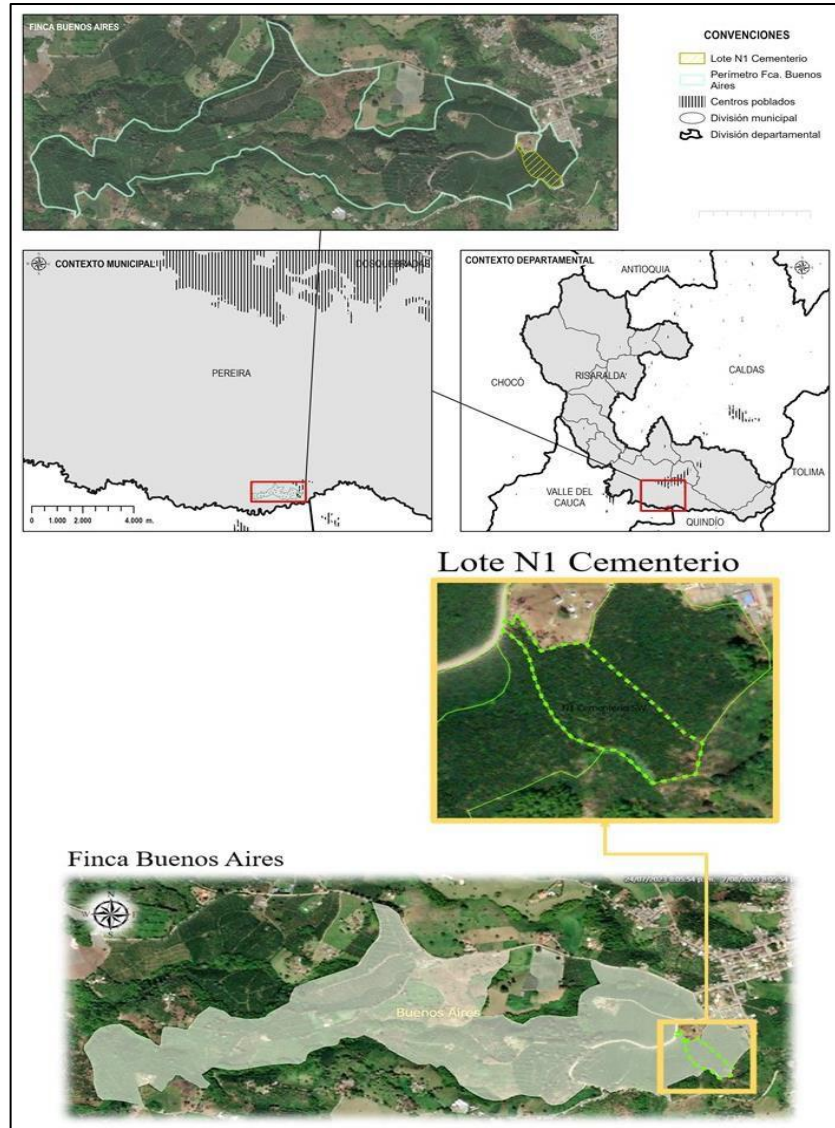 FINCA BUENOS AIRES
CONVENCIONES
Lote N1 Cementerio
Perímetro Fca. Buenos
Aires
Centros poblados
División municipal
División departamental
CONTEXTO MUNICIPAL
DOSQUEBRADAS
PEREIRA
0 1.000 2.000 4.000 m.
CONTEXTO DEPARTAMENTAL
ANTIOQUIA
CHOCÓ
RISARALDA
CALDAS
TOLIMA
VALLE DEL
CAUCA
QUINDÍO
Lote N1 Cementerio
N1 Cementerio
Finca Buenos Aires
N
S
Buenos Aires